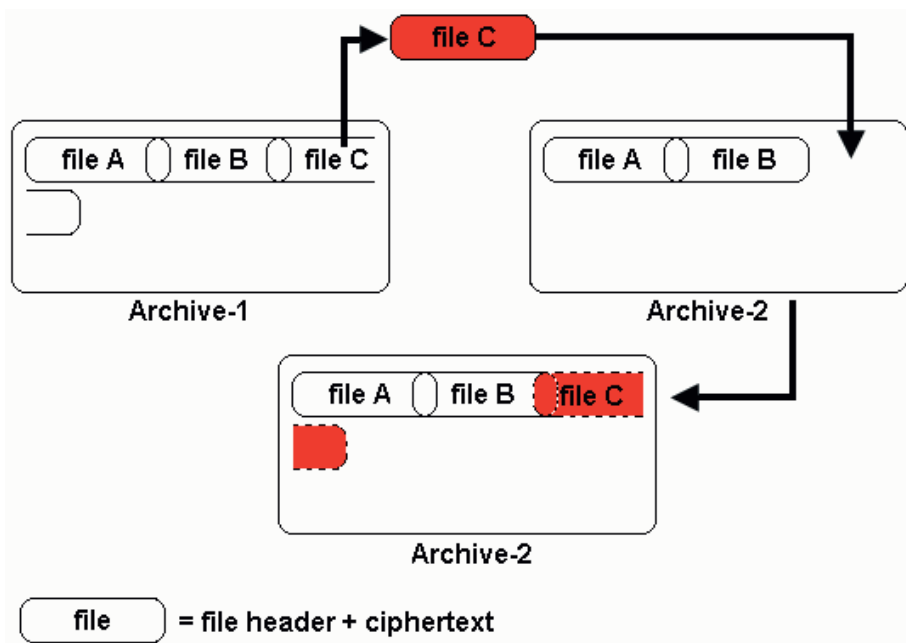 file C
file A file B file C
Archive-1
file A file B
Archive-2
file A file B file C
Archive-2
file = file header + ciphertext